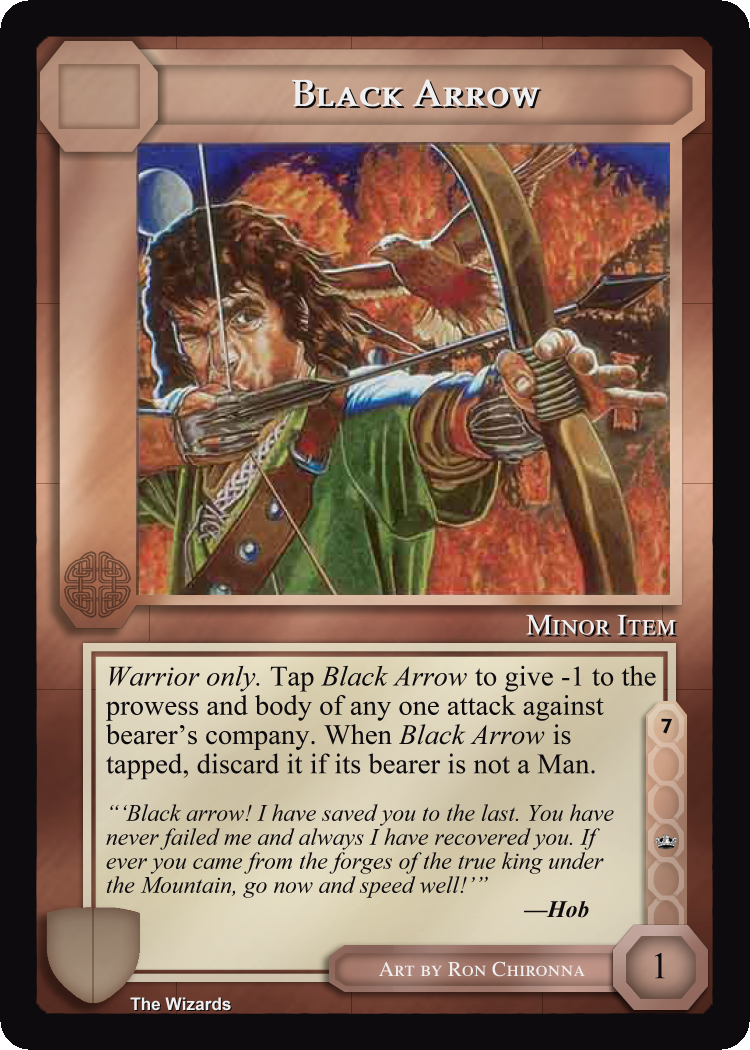 Black Arrow
Minor Item
Warrior only. Tap Black Arrow to give -1 to the
prowess and body of any one attack against
bearer’s company. When Black Arrow is
tapped, discard it if its bearer is not a Man.
7
“‘Black arrow! I have saved you to the last. You have
never failed me and always I have recovered you. If
ever you came from the forges of the true king under
the Mountain, go now and speed well!’”
—Hob
Art by Ron Chironna
1
The Wizards